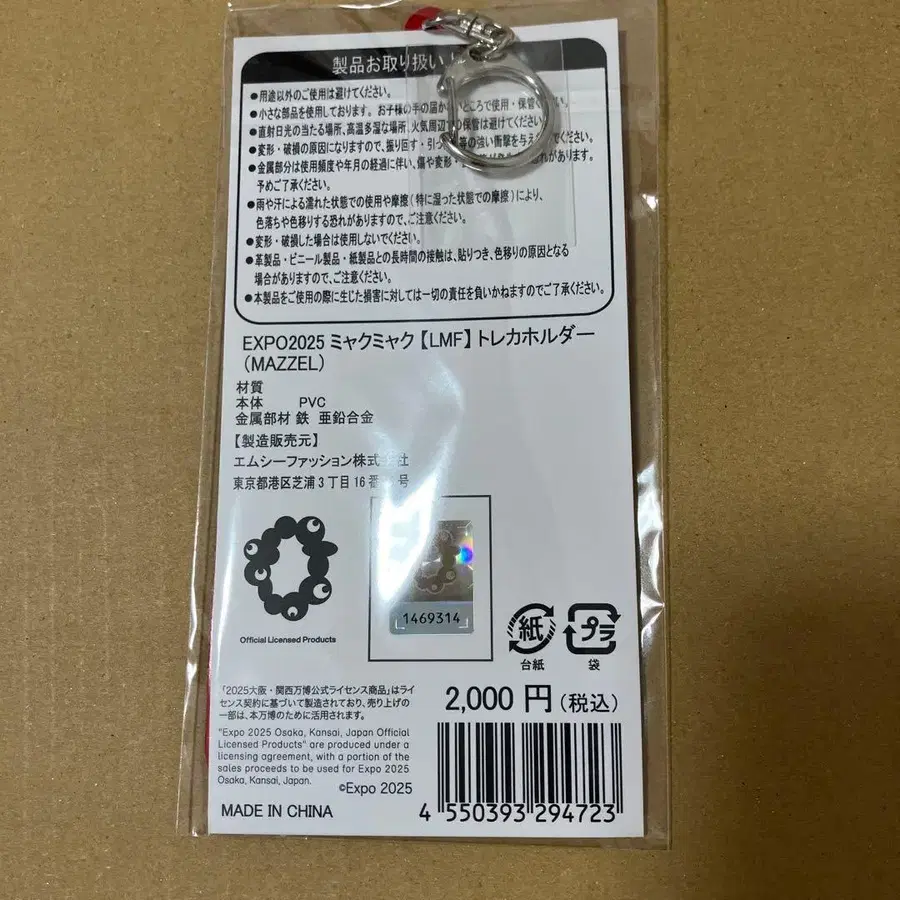 製品お取り扱い
●用途以外のご使用は避けてください。
●小さな部品を使用しております。お子様の手の届か いところで使用・保管く
●直射日光の当たる場所、高温多湿な場所、火気周辺での保管は避けてください。
●変形・破損の原因になりますので、振り回す・引っ 等の強い衝撃を与え でくだ
●金属部分は使用頻度や年月の経過に伴い、傷や変形・ れがあります。
予めご了承ください。
●雨や汗による濡れた状態での使用や摩擦(特に湿った状態での摩擦)により、
色落ちや色移りする恐れがありますので、ご注意ください。
●変形・破損した場合は使用しないでください。
●革製品・ビニール製品・紙製品との長時間の接触は、貼りつき、色移りの原因となる
場合がありますので、ご注意ください。
●本製品をご使用の際に生じた損害に対しては一切の責任を負いかねますのでご了承ください。
EXPO2025 ミャクミャク【LMF】トレカホルダー
(MAZZEL)
材質
本体 PVC
金属部材 鉄 亜鉛合金
【製造販売元】
エムシーファッション株式会社
東京都港区芝浦3丁目16番 号
Official Licensed Products
1469314
紙
台紙
プラ
袋
「2025大阪・関西万博公式ライセンス商品」はライ
センス契約に基づいて製造されており、売り上げの
一部は、本万博のために活用されます。
"Expo 2025 Osaka, Kansai, Japan Official
Licensed Products" are produced under a
licensing agreement, with a portion of the
sales proceeds to be used for Expo 2025
Osaka, Kansai, Japan.
©Expo 2025
MADE IN CHINA
2,000 円(税込)
4 550393 294723